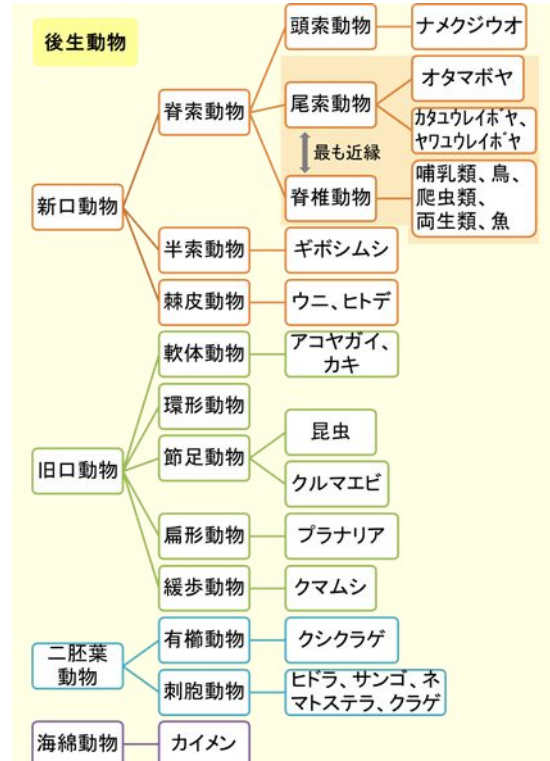 後生動物
頭索動物
ナメクジウオ
脊索動物
尾索動物
オタマボヤ
カタユウレイボヤ、
ヤワユウレイボヤ
最も近縁
脊椎動物
哺乳類、鳥、
爬虫類、
両生類、魚
新口動物
半索動物
ギボシムシ
棘皮動物
ウニ、ヒトデ
軟体動物
アコヤガイ、
カキ
環形動物
旧口動物
節足動物
昆虫
クルマエビ
扁形動物
プラナリア
緩歩動物
クマムシ
二胚葉
動物
有櫛動物
クシクラゲ
刺胞動物
ヒドラ、サンゴ、ネ
マトステラ、クラゲ
海綿動物
カイメン